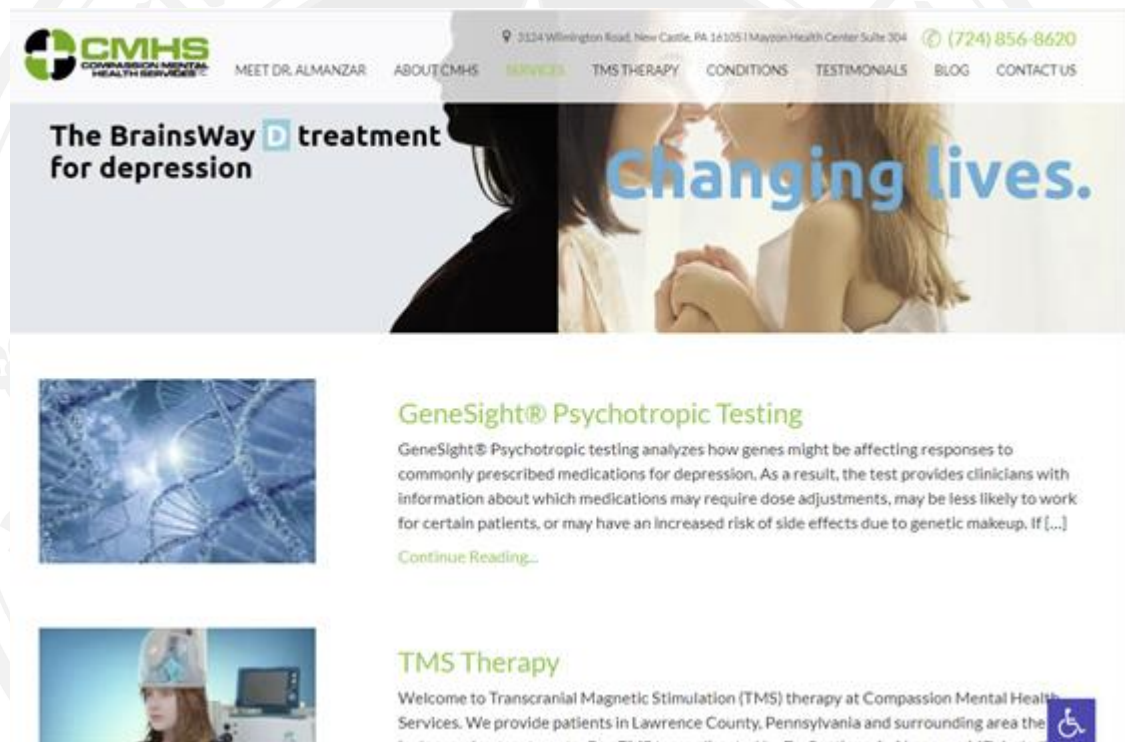 CMHS
COMPASSION MENTAL
HEALTH SERVICES
3124 Wilmington Road, New Castle, PA 16105 | Mayzon Health Center Suite 304
(724) 856-8620
MEET DR. ALMANZAR ABOUT CMHS SERVICES TMS THERAPY CONDITIONS TESTIMONIALS BLOG CONTACT US
The BrainsWay D treatment
for depression
Changing lives.
GeneSight® Psychotropic Testing
GeneSight® Psychotropic testing analyzes how genes might be affecting responses to
commonly prescribed medications for depression. As a result, the test provides clinicians with
information about which medications may require dose adjustments, may be less likely to work
for certain patients, or may have an increased risk of side effects due to genetic makeup. If [...]
Continue Reading...
TMS Therapy
Welcome to Transcranial Magnetic Stimulation (TMS) therapy at Compassion Mental Health
Services. We provide patients in Lawrence County, Pennsylvania and surrounding area the